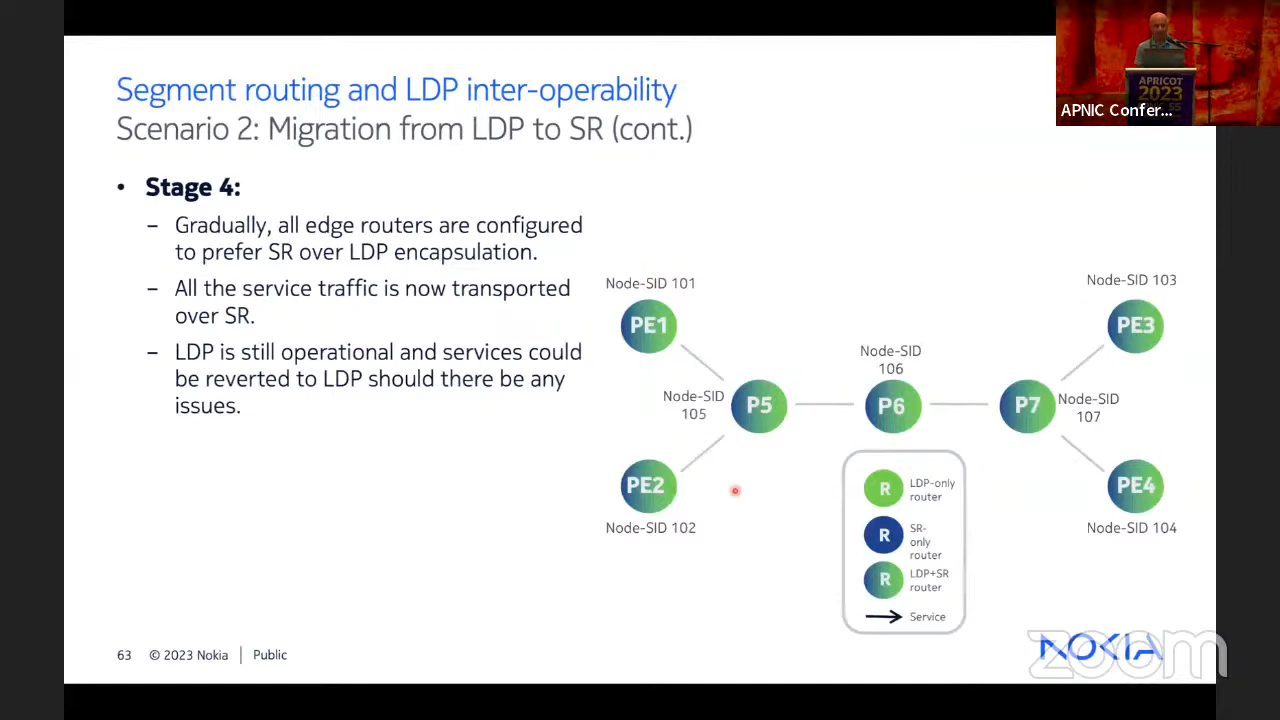 Segment routing and LDP inter-operability
Scenario 2: Migration from LDP to SR (cont.)
• Stage 4:
– Gradually, all edge routers are configured
to prefer SR over LDP encapsulation.
– All the service traffic is now transported
over SR.
– LDP is still operational and services could
be reverted to LDP should there be any
issues.
Node-SID 101
PE1
Node-SID 103
PE3
Node-SID
106
Node-SID
105
P5
P6
P7
Node-SID
107
PE2
Node-SID 102
PE4
Node-SID 104
R
LDP-only
router
R
SR-
only
router
R
LDP+SR
router
Service
63
© 2023 Nokia
Public
NOKIA
zoom
APRICOT
2023
APNIC Confer...